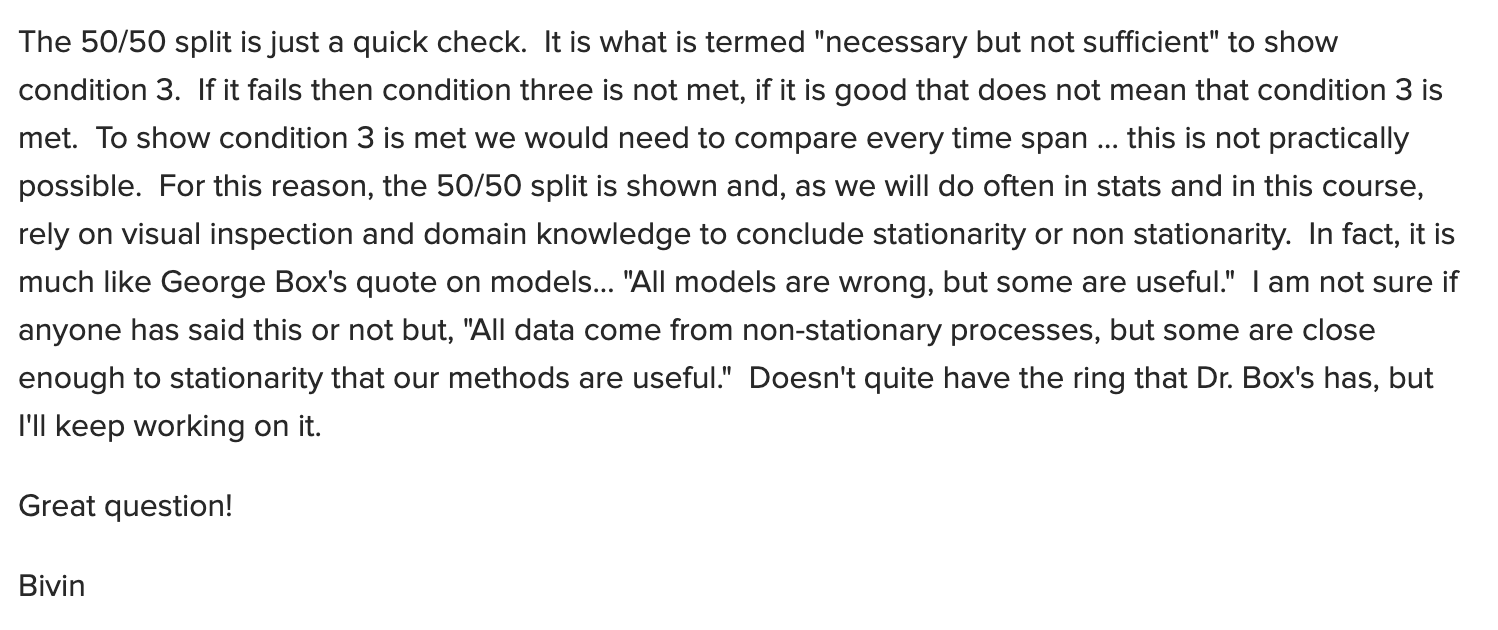 The 50/50 split is just a quick check.  It is what is termed "necessary but not sufficient" to show
condition 3.  If it fails then condition three is not met, if it is good that does not mean that condition 3 is
met.  To show condition 3 is met we would need to compare every time span ... this is not practically
possible.  For this reason, the 50/50 split is shown and, as we will do often in stats and in this course,
rely on visual inspection and domain knowledge to conclude stationarity or non stationarity.  In fact, it is
much like George Box's quote on models... "All models are wrong, but some are useful."  I am not sure if
anyone has said this or not but, "All data come from non-stationary processes, but some are close
enough to stationarity that our methods are useful."  Doesn't quite have the ring that Dr. Box's has, but
I'll keep working on it.
Great question!
Bivin